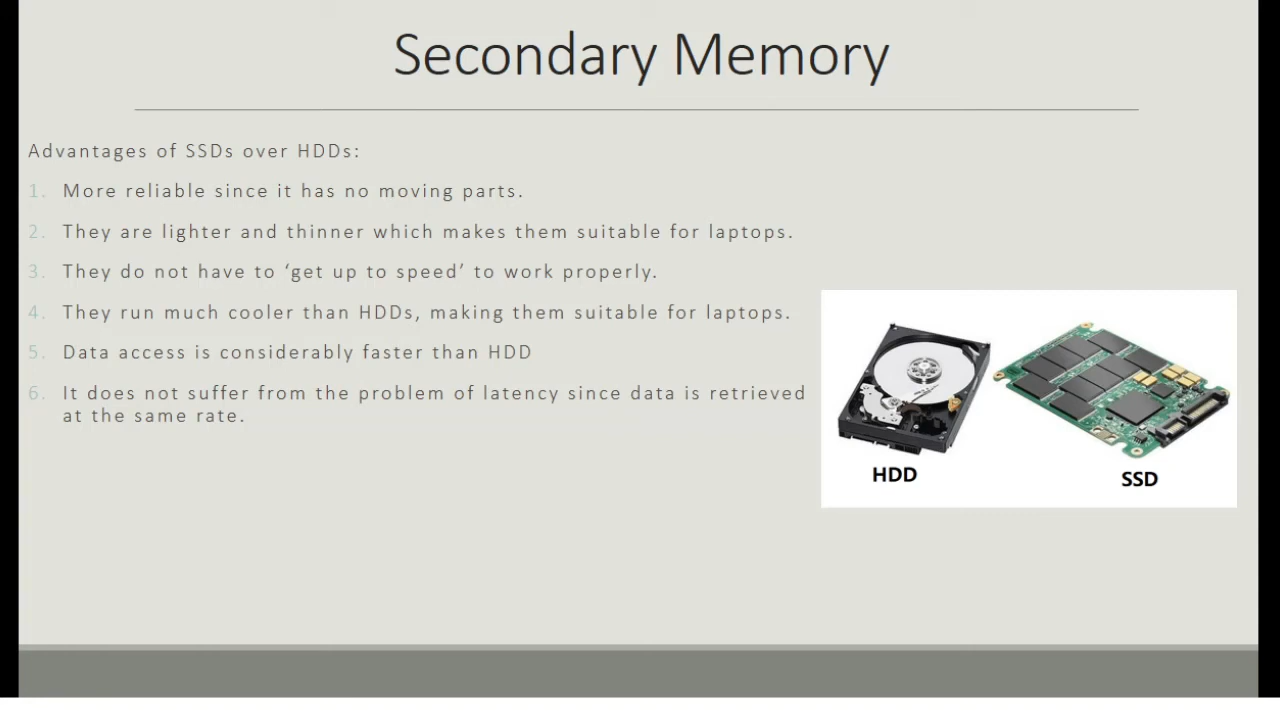 Secondary Memory
Advantages of SSDs over HDDs:
1. More reliable since it has no moving parts.
2. They are lighter and thinner which makes them suitable for laptops.
3. They do not have to ‘get up to speed’ to work properly.
4. They run much cooler than HDDs, making them suitable for laptops.
5. Data access is considerably faster than HDD
6. It does not suffer from the problem of latency since data is retrieved
at the same rate.
HDD
SSD